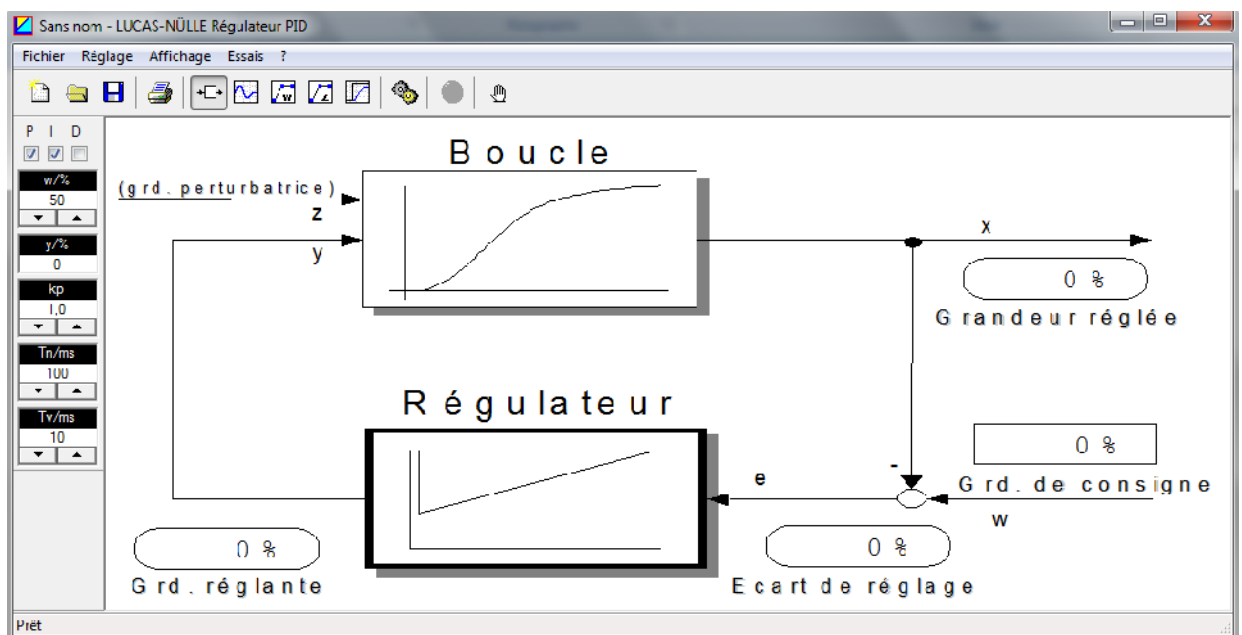 Sans nom - LUCAS-NÜLLE Régulateur PID
Fichier Réglage Affichage Essais ?
P I D
w/%
50
y/%
0
kp
1,0
Tn/ms
100
Tv/ms
10
Boucle
(grd. perturbatrice)
z
y
x
0 %
Grandeur réglée
Régulateur
0 %
Grd. de consigne
w
-
e
0 %
Ecart de réglage
0 %
Grd. réglante
Prêt